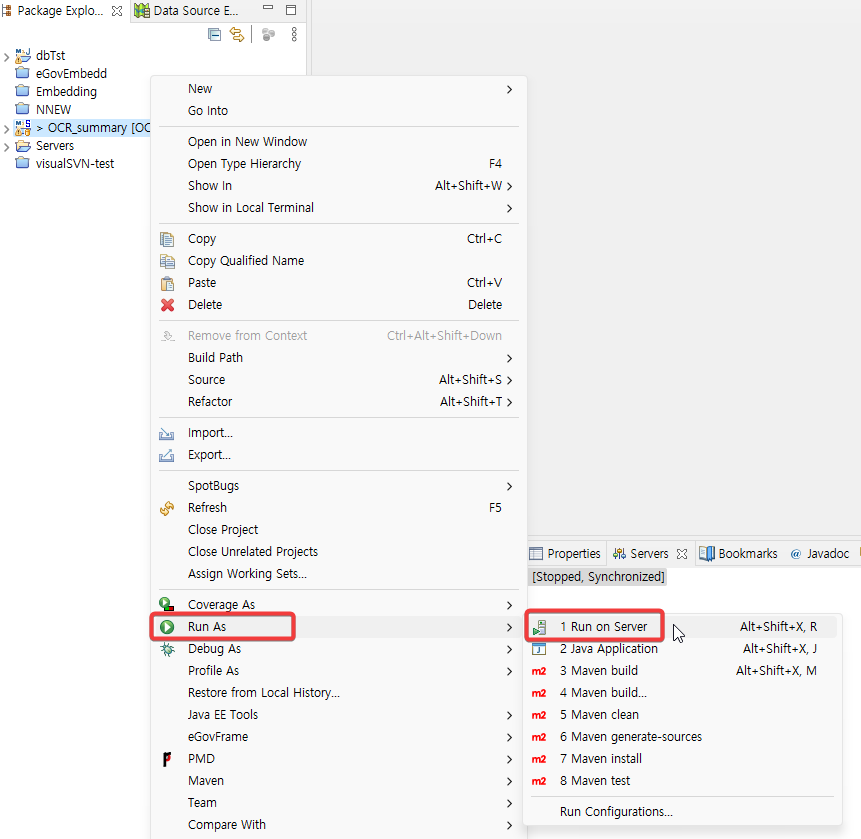 Package Explo...
Data Source E...
dbTst
eGovEmbedd
Embedding
NNEW
> OCR_summary [OC
Servers
visualSVN-test
New
Go Into
Open in New Window
Open Type Hierarchy F4
Show In Alt+Shift+W
Show in Local Terminal
Copy Ctrl+C
Copy Qualified Name
Paste Ctrl+V
Delete Delete
Remove from Context Ctrl+Alt+Shift+Down
Build Path
Source Alt+Shift+S
Refactor Alt+Shift+T
Import...
Export...
SpotBugs
Refresh F5
Close Project
Close Unrelated Projects
Assign Working Sets...
Coverage As
Run As
Debug As
Profile As
Restore from Local History...
Java EE Tools
eGovFrame
PMD
Maven
Team
Compare With
Properties Servers Bookmarks @ Javadoc
[Stopped, Synchronized]
1 Run on Server Alt+Shift+X, R
2 Java Application Alt+Shift+X, J
m2 3 Maven build Alt+Shift+X, M
m2 4 Maven build...
m2 5 Maven clean
m2 6 Maven generate-sources
m2 7 Maven install
m2 8 Maven test
Run Configurations...